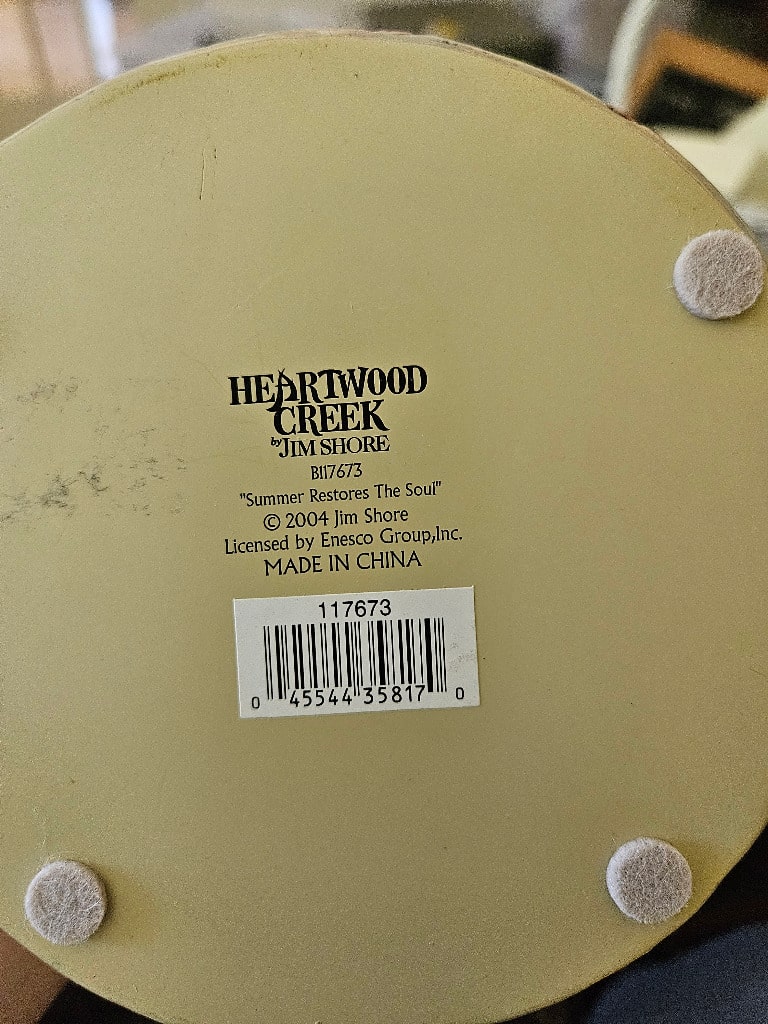 HEARTWOOD
CREEK
by JIM SHORE
B117673
"Summer Restores The Soul"
© 2004 Jim Shore
Licensed by Enesco Group,Inc.
MADE IN CHINA
117673
0 45544 35817 0